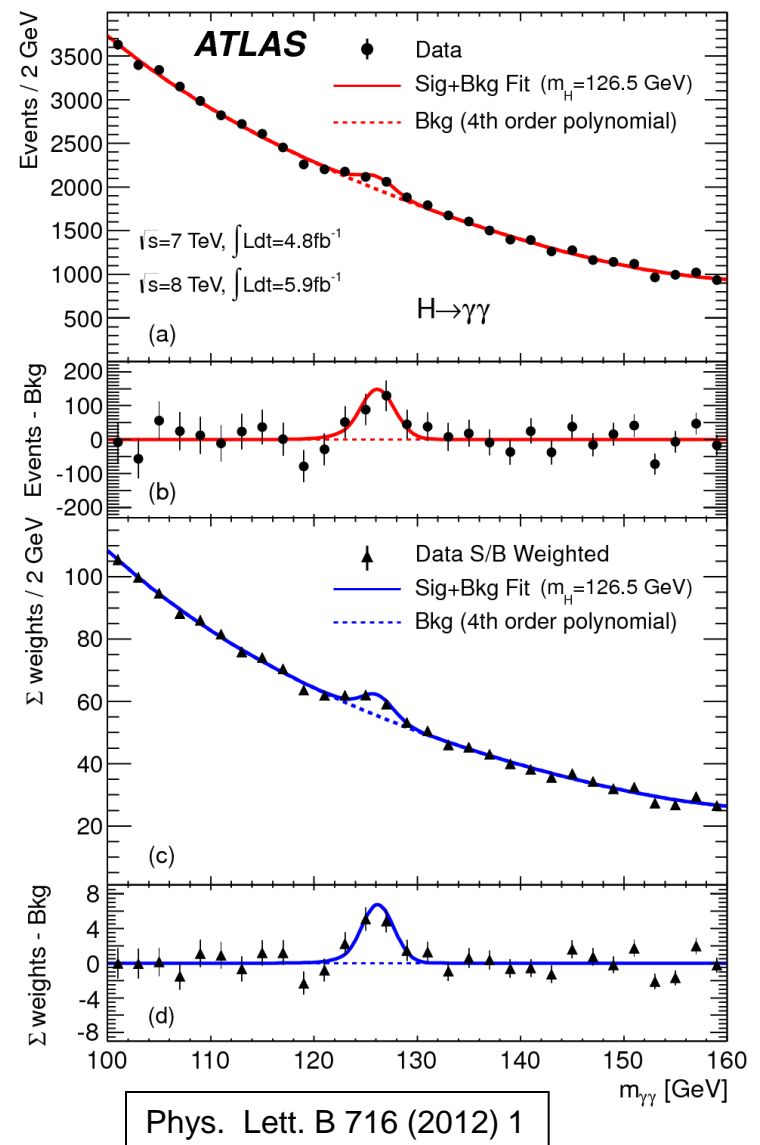 ATLAS
Data
Sig+Bkg Fit (mH=126.5 GeV)
Bkg (4th order polynomial)
Events / 2 GeV
3500
3000
2500
2000
1500
1000
500
√s=7 TeV, ∫Ldt=4.8fb-1
√s=8 TeV, ∫Ldt=5.9fb-1
H→γγ
(a)
Events - Bkg
200
100
0
-100
-200
(b)
Data S/B Weighted
Sig+Bkg Fit (mH=126.5 GeV)
Bkg (4th order polynomial)
Σ weights / 2 GeV
100
80
60
40
20
(c)
Σ weights - Bkg
8
4
0
-4
-8
(d)
100 110 120 130 140 150 160
mγγ [GeV]
Phys. Lett. B 716 (2012) 1